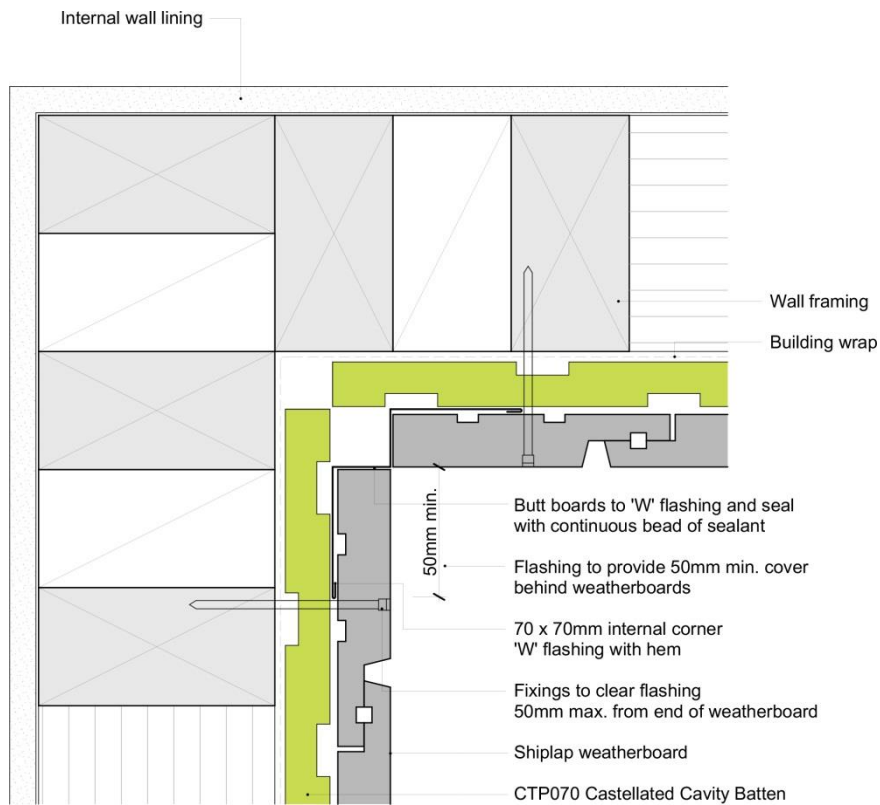 Internal wall lining
Wall framing
Building wrap
50mm min.
Butt boards to 'W' flashing and seal
with continuous bead of sealant
Flashing to provide 50mm min. cover
behind weatherboards
70 x 70mm internal corner
'W' flashing with hem
Fixings to clear flashing
50mm max. from end of weatherboard
Shiplap weatherboard
CTP070 Castellated Cavity Batten